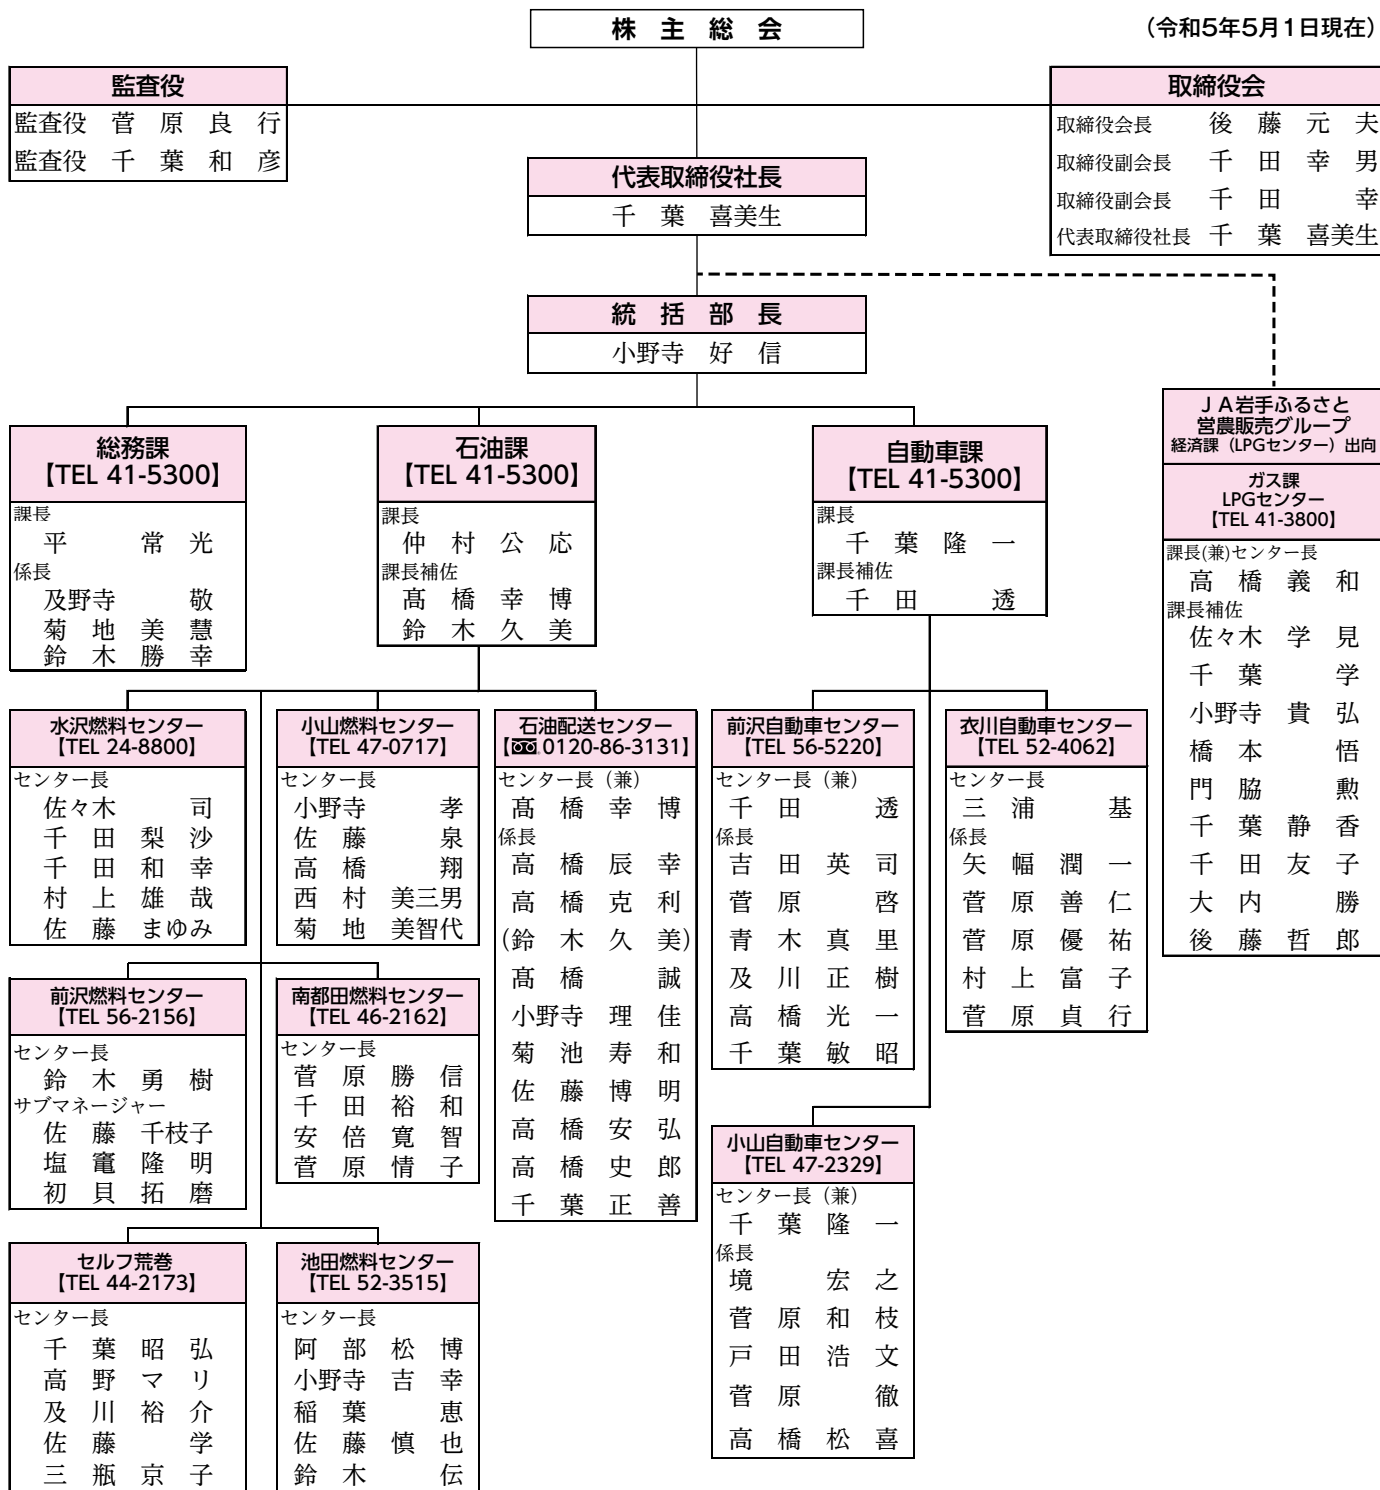 株主総会
（令和5年5月1日現在）
監査役
監査役 菅原良行
監査役 千葉和彦
取締役会
取締役会長 後藤元夫
取締役副会長 千田幸男
取締役副会長 千田幸
代表取締役社長 千葉喜美生
代表取締役社長
千葉喜美生
統括部長
小野寺好信
総務課
【TEL 41-5300】
課長
平常光
係長
及野寺敬
菊地美慧
鈴木勝幸
石油課
【TEL 41-5300】
課長
仲村公応
課長補佐
髙橋幸博
鈴木久美
自動車課
【TEL 41-5300】
課長
千葉隆一
課長補佐
千田透
ＪＡ岩手ふるさと
営農販売グループ
経済課（LPGセンター）出向
ガス課
LPGセンター
【TEL 41-3800】
課長(兼)センター長
高橋義和
課長補佐
佐々木学見
千葉学
小野寺貴弘
橋本悟
門脇勲
千葉静香
千田友子
大内勝
後藤哲郎
水沢燃料センター
【TEL 24-8800】
センター長
佐々木司
千田梨沙
千田和幸
村上雄哉
佐藤まゆみ
小山燃料センター
【TEL 47-0717】
センター長
小野寺孝
佐藤泉
高橋翔
西村美三男
菊地美智代
石油配送センター
【0120-86-3131】
センター長（兼）
髙橋幸博
係長
高橋辰幸
高橋克利
(鈴木久美)
髙橋誠
小野寺理佳
菊池寿和
佐藤博明
高橋安弘
高橋史郎
千葉正善
前沢自動車センター
【TEL 56-5220】
センター長（兼）
千田透
係長
吉田英司
菅原啓
青木真里
及川正樹
高橋光一
千葉敏昭
衣川自動車センター
【TEL 52-4062】
センター長
三浦基
係長
矢幅潤一
菅原善仁
菅原優祐
村上富子
菅原貞行
前沢燃料センター
【TEL 56-2156】
センター長
鈴木勇樹
サブマネージャー
佐藤千枝子
塩竃隆明
初貝拓磨
南都田燃料センター
【TEL 46-2162】
センター長
菅原勝信
千田裕和
安倍寛智
菅原情子
小山自動車センター
【TEL 47-2329】
センター長（兼）
千葉隆一
係長
境宏之
菅原和枝
戸田浩文
菅原徹
高橋松喜
セルフ荒巻
【TEL 44-2173】
センター長
千葉昭弘
高野マリ
及川裕介
佐藤学
三瓶京子
池田燃料センター
【TEL 52-3515】
センター長
阿部松博
小野寺吉幸
稲葉恵
佐藤慎也
鈴木伝